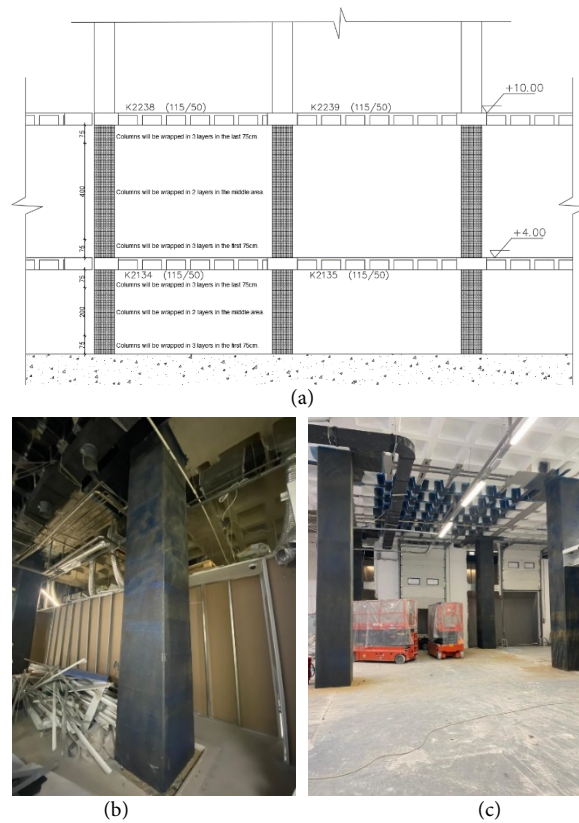 K2238 (115/50)
K2239 (115/50)
+10.00
75
Columns will be wrapped in 3 layers in the last 75cm
400
Columns will be wrapped in 2 layers in the middle area.
75
Columns will be wrapped in 3 layers in the first 75cm.
+4.00
K2134 (115/50)
K2135 (115/50)
75
Columns will be wrapped in 3 layers in the last 75cm.
200
Columns will be wrapped in 2 layers in the middle area.
75
Columns will be wrapped in 3 layers in the first 75cm.
(a)
(b)
(c)